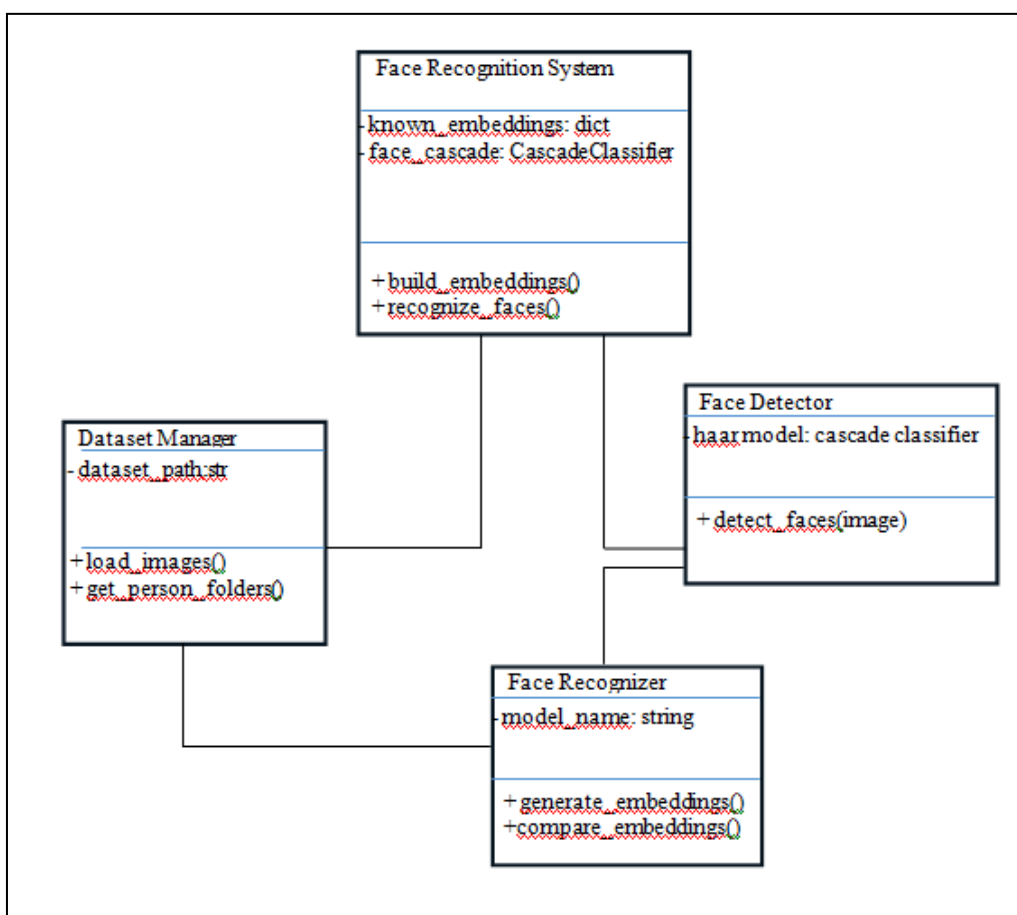 Face Recognition System
-known_embeddings: dict
-face_cascade: CascadeClassifier
+build_embeddings()
+recognize_faces()
Face Detector
-haar model: cascade classifier
+detect_faces(image)
Dataset Manager
- dataset_path:str
+load_images()
+get_person_folders()
Face Recognizer
-model_name: string
+generate_embeddings()
+compare_embeddings()